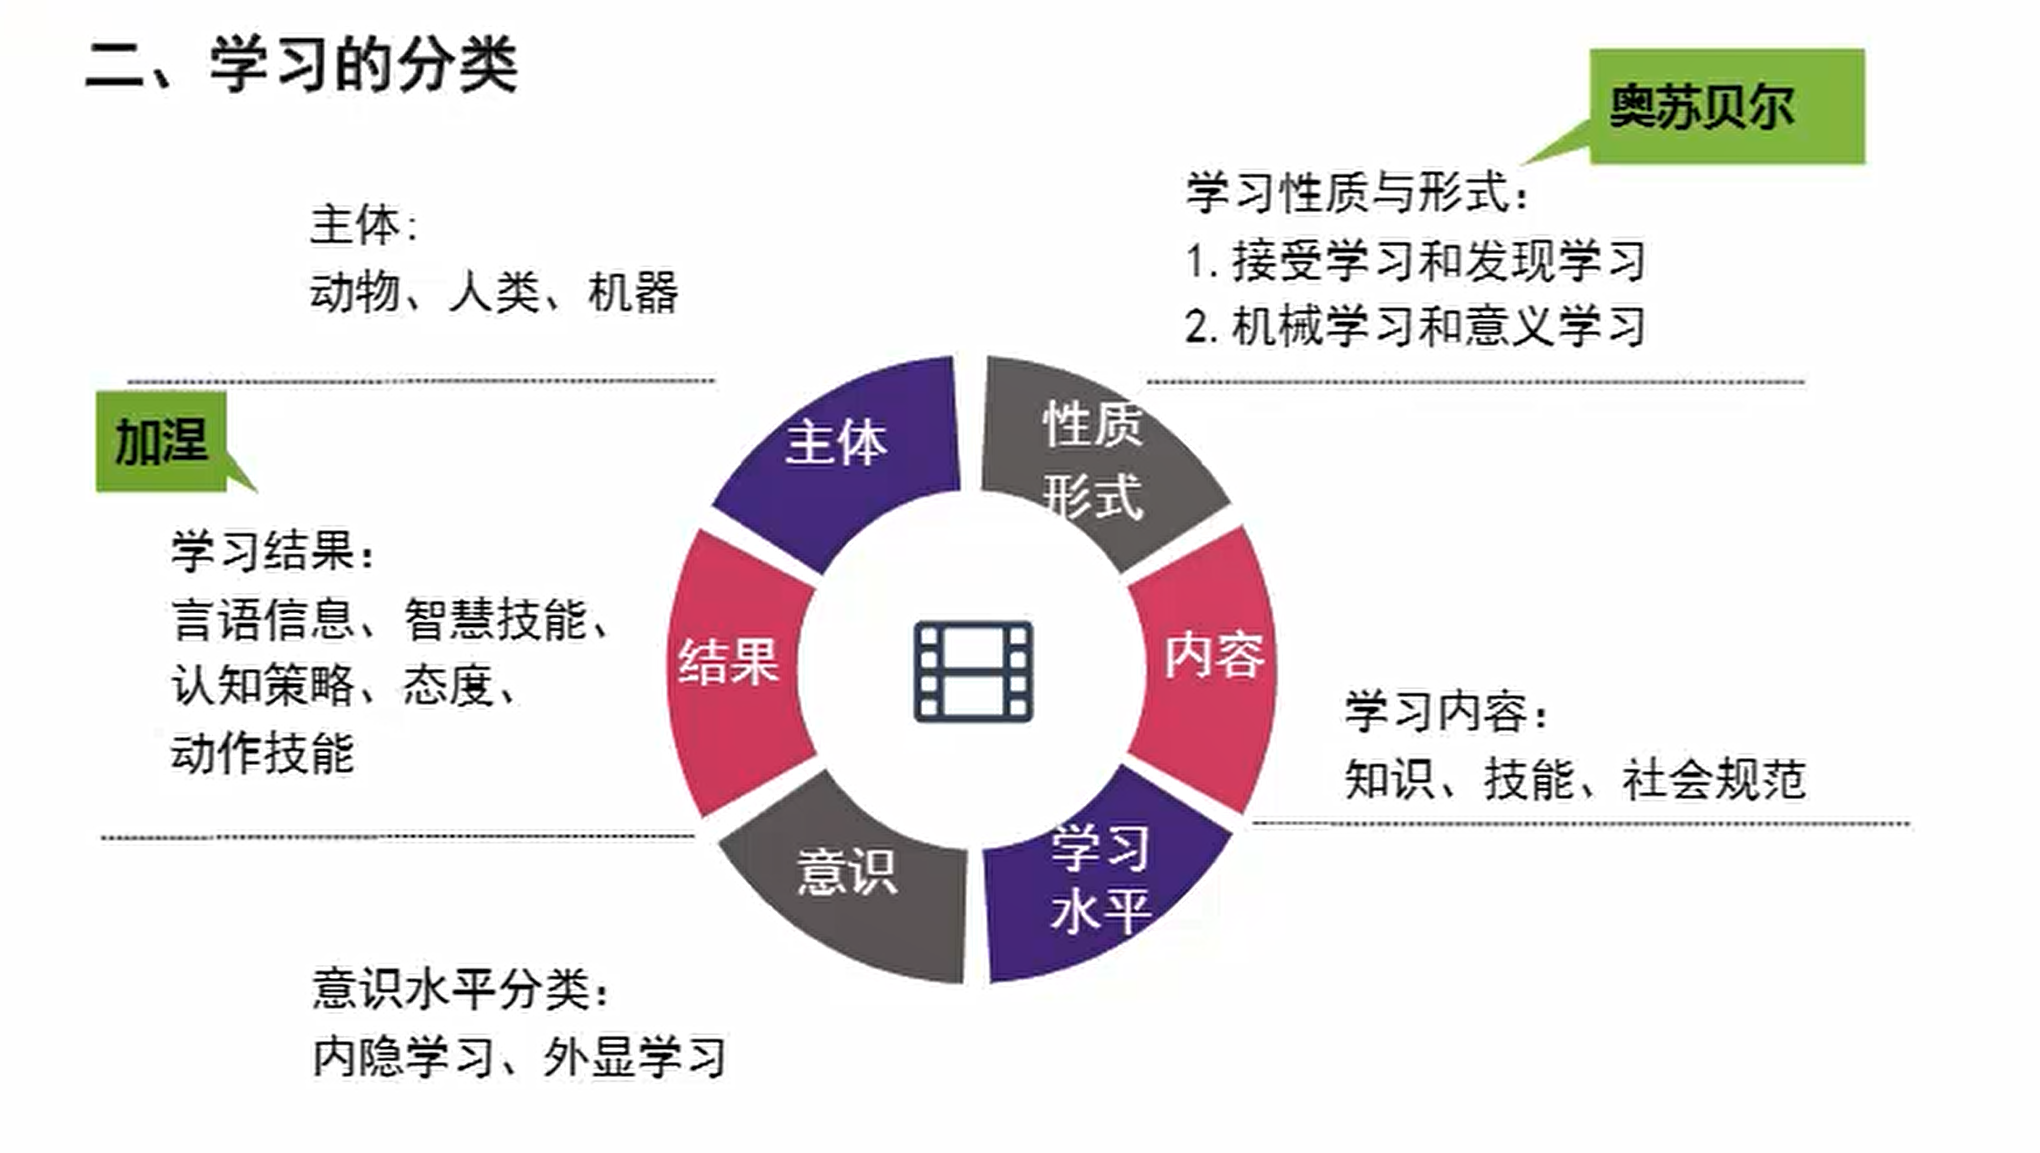 二、学习的分类
奥苏贝尔
主体:
动物、人类、机器
学习性质与形式:
1.接受学习和发现学习
2.机械学习和意义学习
加涅
学习结果:
言语信息、智慧技能、
认知策略、态度、
动作技能
主体
性质
形式
结果
内容
意识
学习
水平
学习内容:
知识、技能、社会规范
意识水平分类:
内隐学习、外显学习